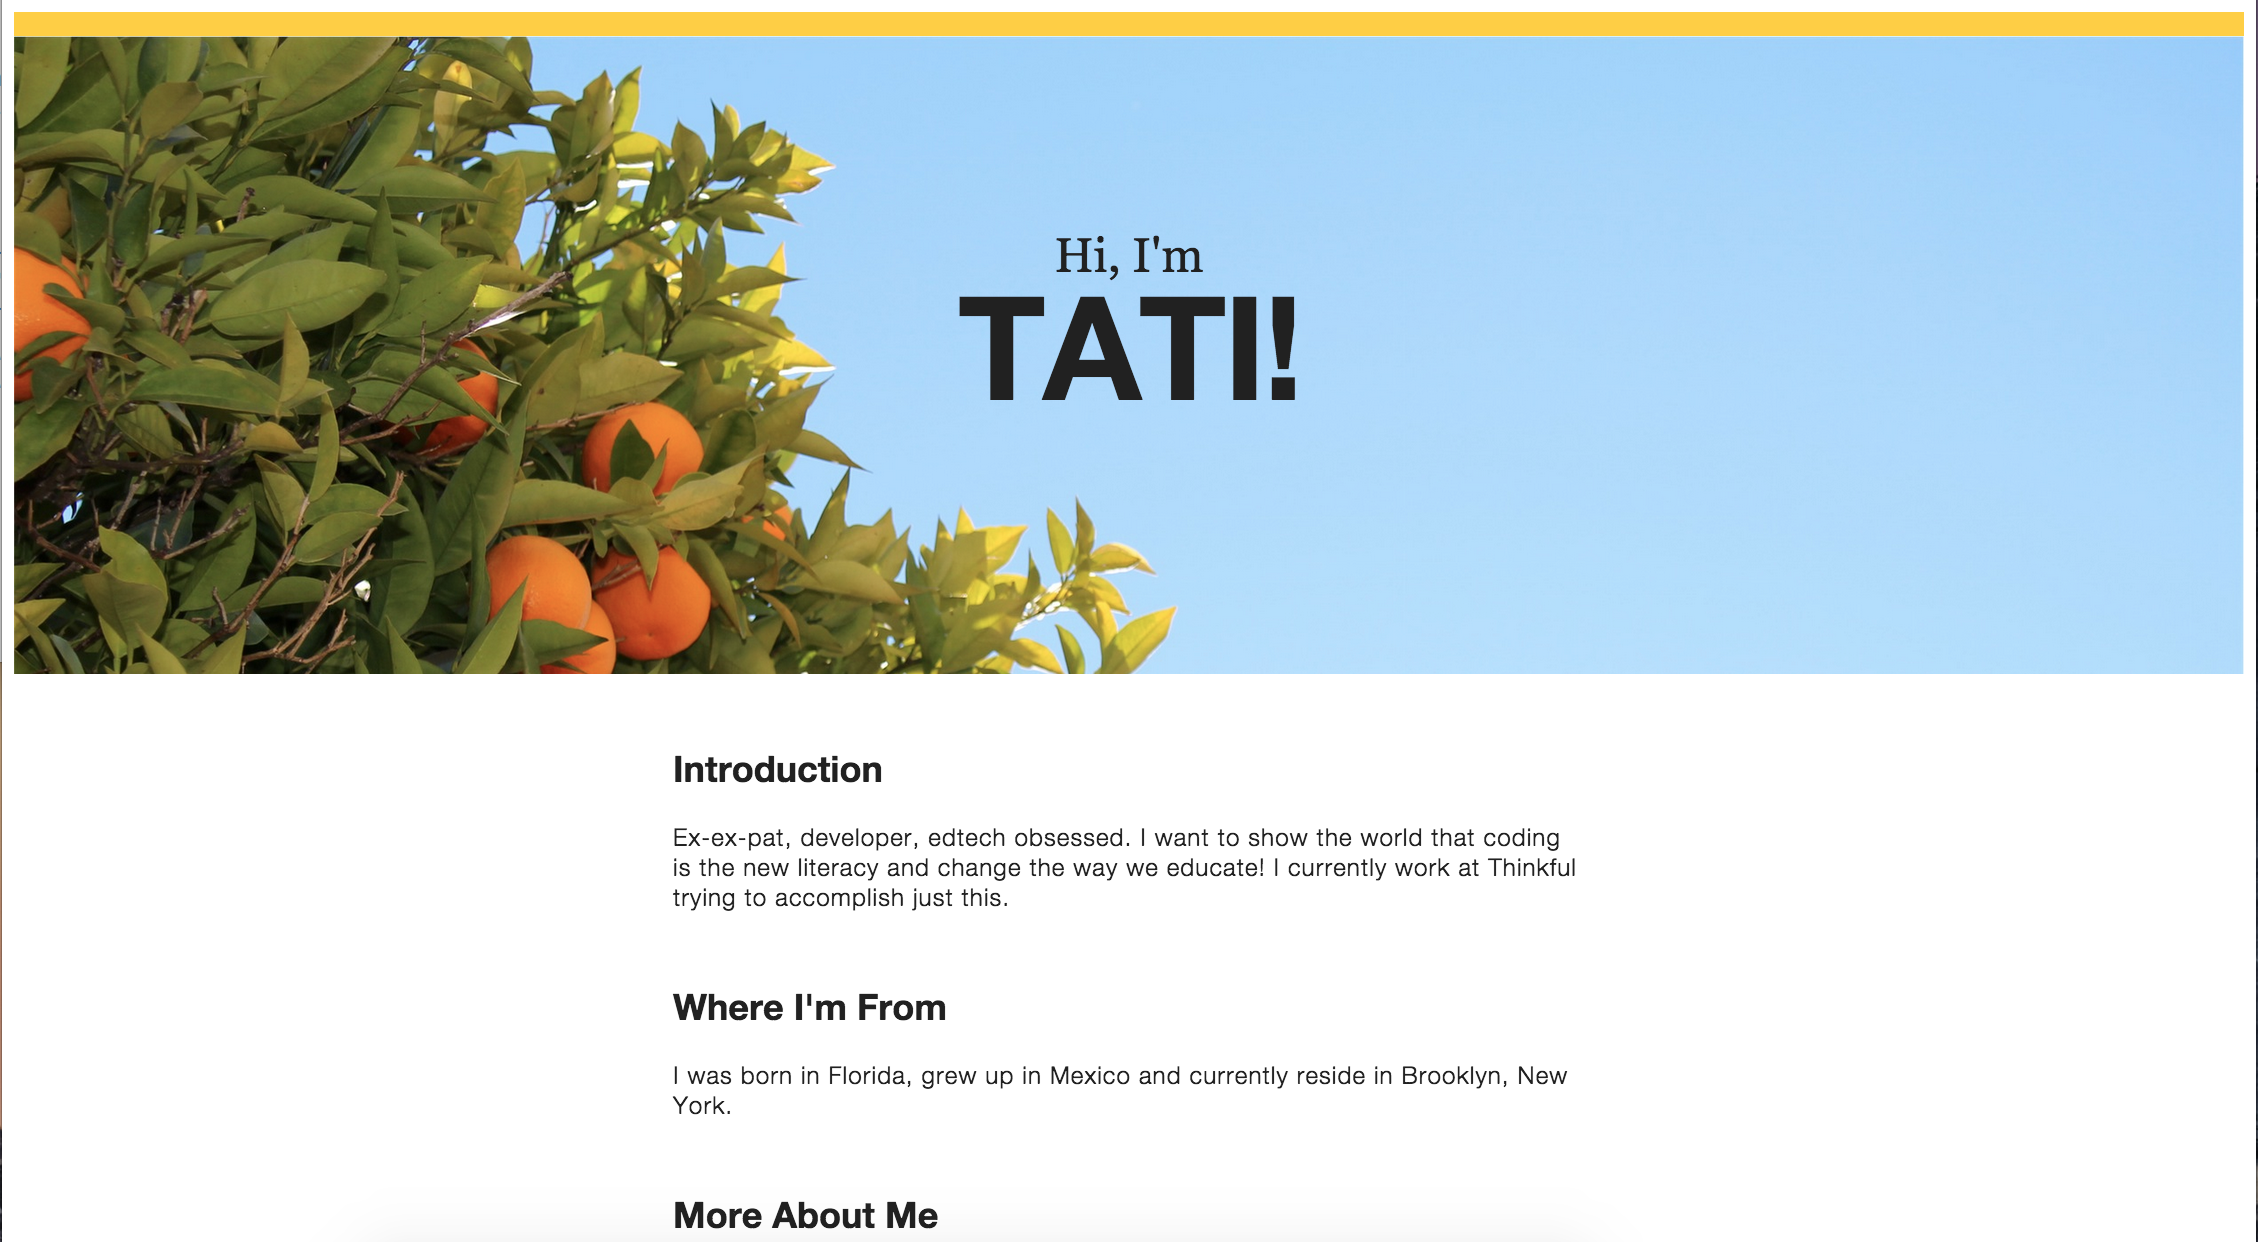 Hi, I'm
TATI!
Introduction
Ex-ex-pat, developer, edtech obsessed. I want to show the world that coding
is the new literacy and change the way we educate! I currently work at Thinkful
trying to accomplish just this.
Where I'm From
I was born in Florida, grew up in Mexico and currently reside in Brooklyn, New
York.
More About Me